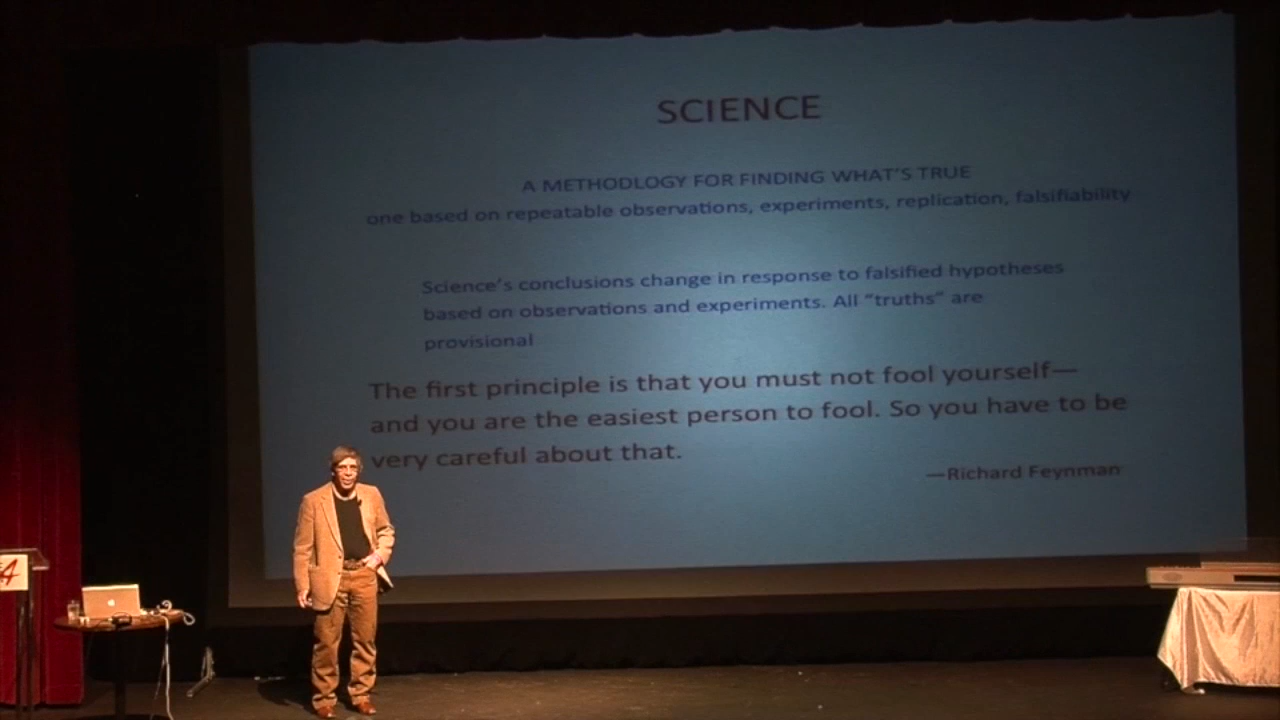 SCIENCE
A METHODLOGY FOR FINDING WHAT'S TRUE
one based on repeatable observations, experiments, replication, falsifiability
Science's conclusions change in response to falsified hypotheses
based on observations and experiments. All “truths” are
provisional
The first principle is that you must not fool yourself—
and you are the easiest person to fool. So you have to be
very careful about that.
—Richard Feynman